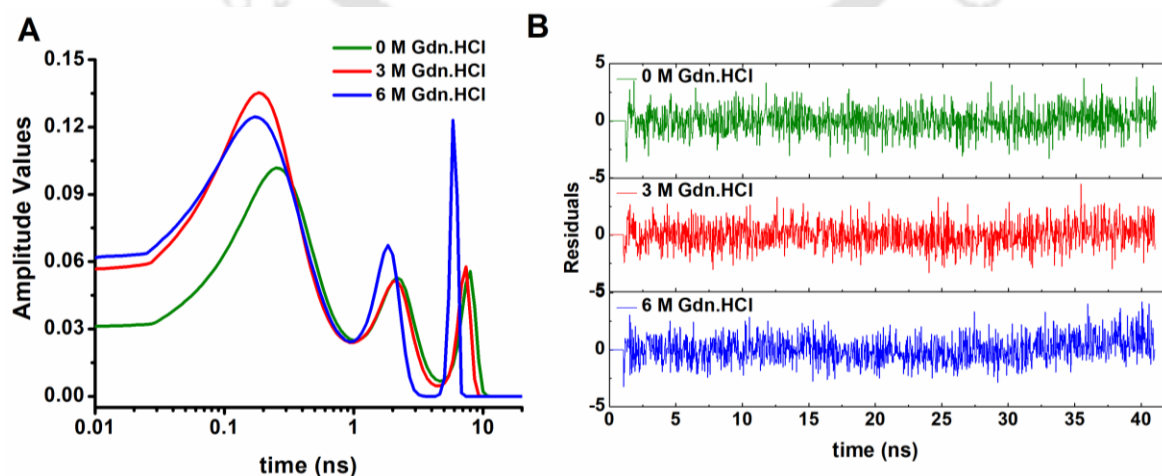 A
0 M Gdn.HCl
3 M Gdn.HCl
6 M Gdn.HCl
Amplitude Values
0.15
0.12
0.09
0.06
0.03
0.00
0.01
0.1
1
10
time (ns)
B
Residuals
5
0 M Gdn.HCl
0
-5
3 M Gdn.HCl
0
-5
6 M Gdn.HCl
0
-5
0
5
10
15
20
25
30
35
40
time (ns)